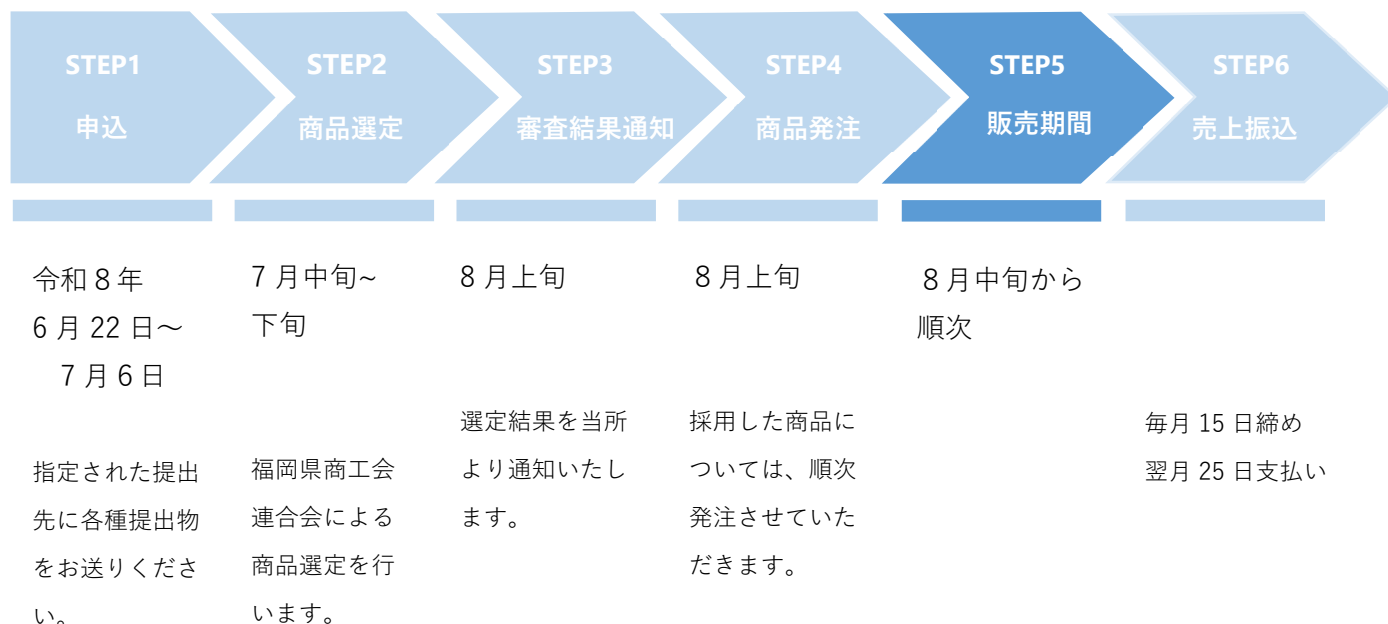 STEP1
申込
STEP2
商品選定
STEP3
審査結果通知
STEP4
商品発注
STEP5
販売期間
STEP6
売上振込
令和8年
6月22日～
7月6日
指定された提出
先に各種提出物
をお送りくださ
い。
7月中旬~
下旬
福岡県商工会
連合会による
商品選定を行
います。
8月上旬
選定結果を当所
より通知いたし
ます。
8月上旬
採用した商品に
ついては、順次
発注させていた
だきます。
8月中旬から
順次
毎月15日締め
翌月25日支払い